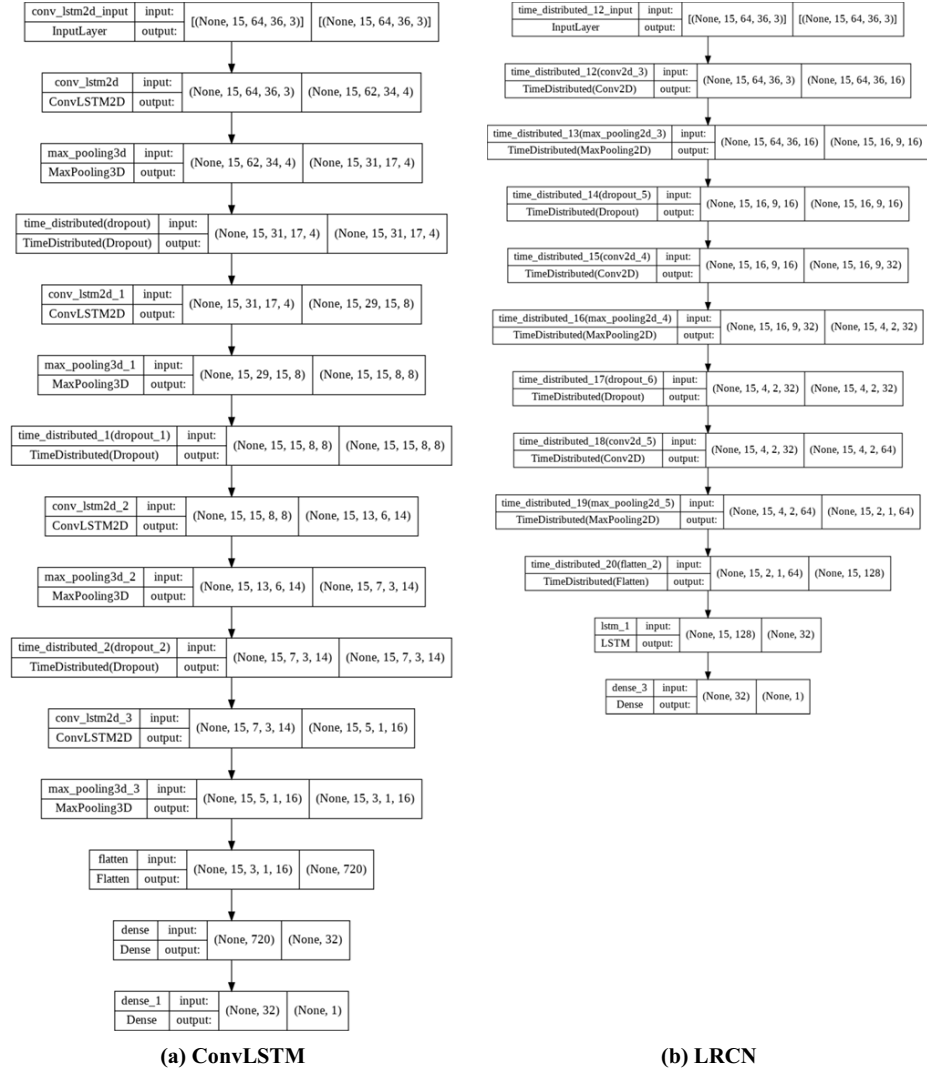 conv_lstm2d_input input: [(None, 15, 64, 36, 3)] [(None, 15, 64, 36, 3)]
InputLayer output:
conv_lstm2d input: (None, 15, 64, 36, 3) (None, 15, 62, 34, 4)
ConvLSTM2D output:
max_pooling3d input: (None, 15, 62, 34, 4) (None, 15, 31, 17, 4)
MaxPooling3D output:
time_distributed(dropout) input: (None, 15, 31, 17, 4) (None, 15, 31, 17, 4)
TimeDistributed(Dropout) output:
conv_lstm2d_1 input: (None, 15, 31, 17, 4) (None, 15, 29, 15, 8)
ConvLSTM2D output:
max_pooling3d_1 input: (None, 15, 29, 15, 8) (None, 15, 15, 8, 8)
MaxPooling3D output:
time_distributed_1(dropout_1) input: (None, 15, 15, 8, 8) (None, 15, 15, 8, 8)
TimeDistributed(Dropout) output:
conv_lstm2d_2 input: (None, 15, 15, 8, 8) (None, 15, 13, 6, 14)
ConvLSTM2D output:
max_pooling3d_2 input: (None, 15, 13, 6, 14) (None, 15, 7, 3, 14)
MaxPooling3D output:
time_distributed_2(dropout_2) input: (None, 15, 7, 3, 14) (None, 15, 7, 3, 14)
TimeDistributed(Dropout) output:
conv_lstm2d_3 input: (None, 15, 7, 3, 14) (None, 15, 5, 1, 16)
ConvLSTM2D output:
max_pooling3d_3 input: (None, 15, 5, 1, 16) (None, 15, 3, 1, 16)
MaxPooling3D output:
flatten input: (None, 15, 3, 1, 16) (None, 720)
Flatten output:
dense input: (None, 720) (None, 32)
Dense output:
dense_1 input: (None, 32) (None, 1)
Dense output:
(a) ConvLSTM
time_distributed_12_input input: [(None, 15, 64, 36, 3)] [(None, 15, 64, 36, 3)]
InputLayer output:
time_distributed_12(conv2d_3) input: (None, 15, 64, 36, 3) (None, 15, 64, 36, 16)
TimeDistributed(Conv2D) output:
time_distributed_13(max_pooling2d_3) input: (None, 15, 64, 36, 16) (None, 15, 16, 9, 16)
TimeDistributed(MaxPooling2D) output:
time_distributed_14(dropout_5) input: (None, 15, 16, 9, 16) (None, 15, 16, 9, 16)
TimeDistributed(Dropout) output:
time_distributed_15(conv2d_4) input: (None, 15, 16, 9, 16) (None, 15, 16, 9, 32)
TimeDistributed(Conv2D) output:
time_distributed_16(max_pooling2d_4) input: (None, 15, 16, 9, 32) (None, 15, 4, 2, 32)
TimeDistributed(MaxPooling2D) output:
time_distributed_17(dropout_6) input: (None, 15, 4, 2, 32) (None, 15, 4, 2, 32)
TimeDistributed(Dropout) output:
time_distributed_18(conv2d_5) input: (None, 15, 4, 2, 32) (None, 15, 4, 2, 64)
TimeDistributed(Conv2D) output:
time_distributed_19(max_pooling2d_5) input: (None, 15, 4, 2, 64) (None, 15, 2, 1, 64)
TimeDistributed(MaxPooling2D) output:
time_distributed_20(flatten_2) input: (None, 15, 2, 1, 64) (None, 15, 128)
TimeDistributed(Flatten) output:
lstm_1 input: (None, 15, 128) (None, 32)
LSTM output:
dense_3 input: (None, 32) (None, 1)
Dense output:
(b) LRCN